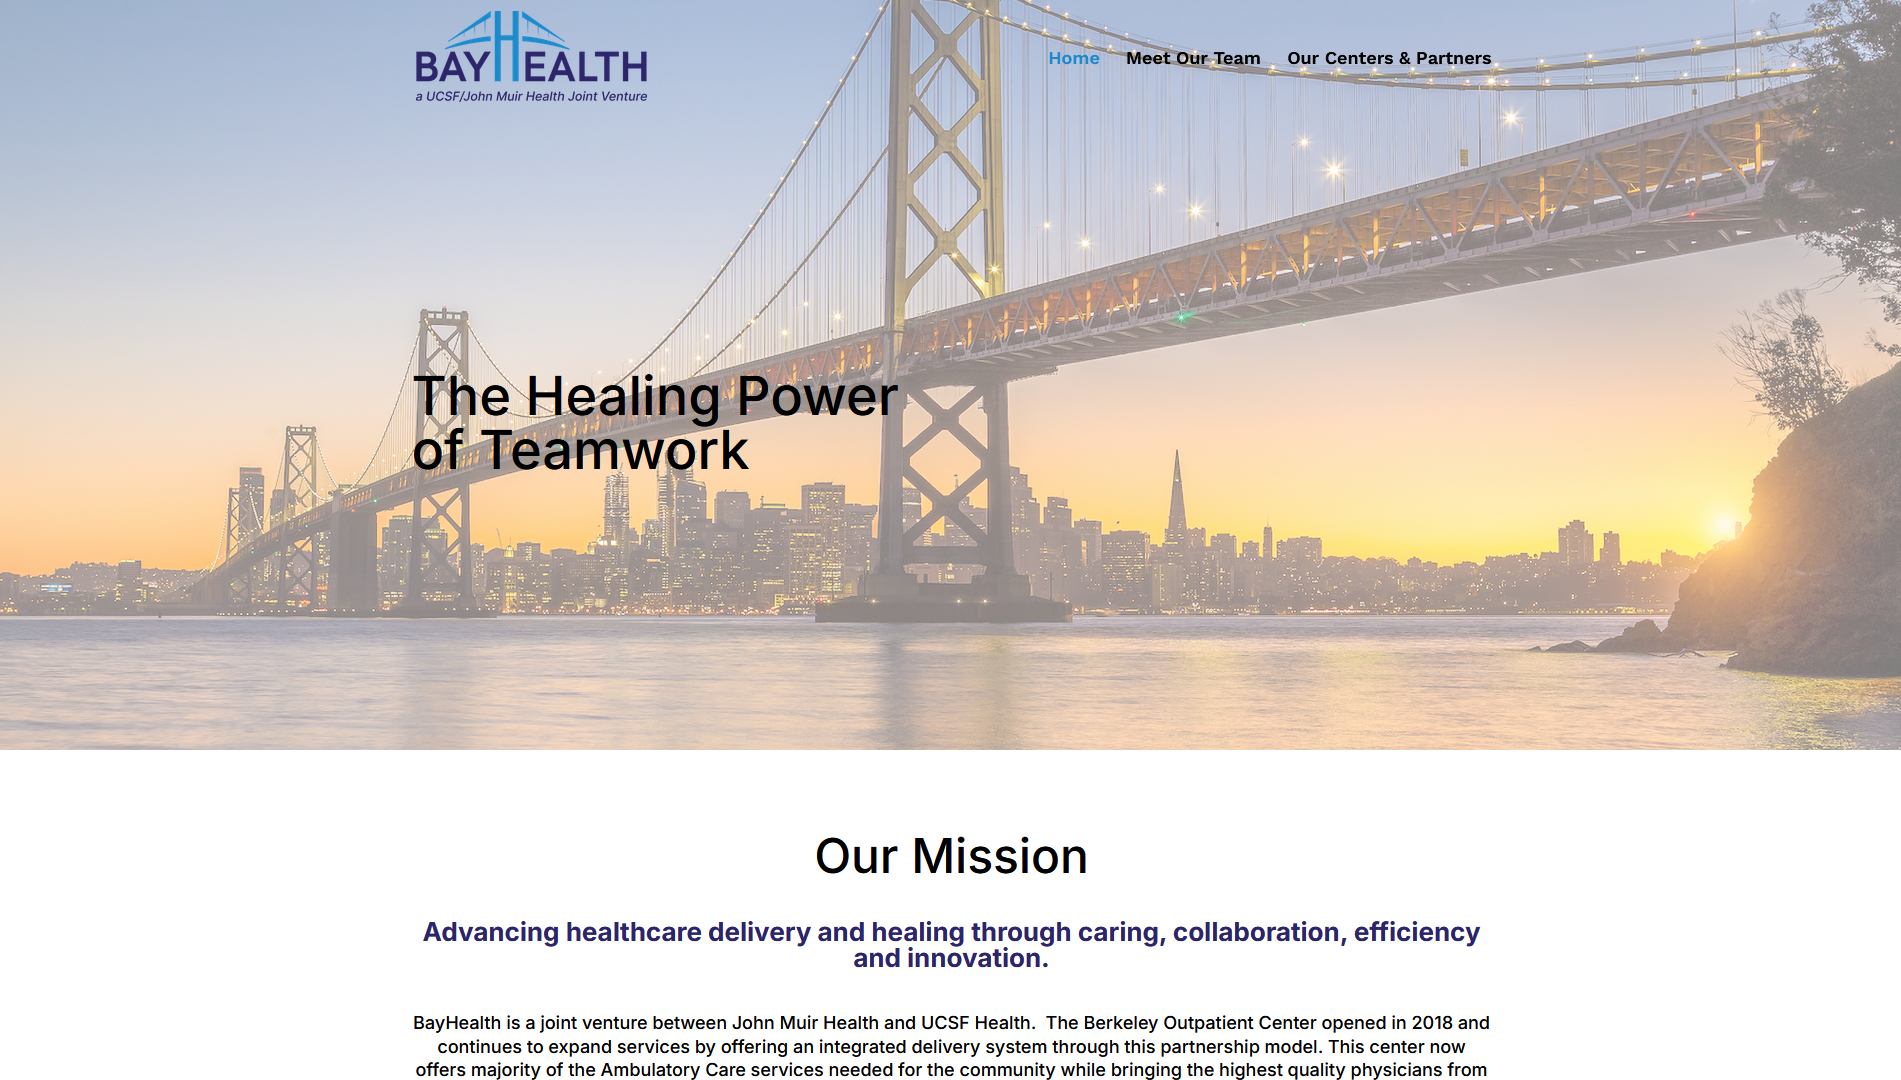 BAYHEALTH
a UCSF/John Muir Health Joint Venture
Home Meet Our Team Our Centers & Partners
The Healing Power
of Teamwork
Our Mission
Advancing healthcare delivery and healing through caring, collaboration, efficiency
and innovation.
BayHealth is a joint venture between John Muir Health and UCSF Health.  The Berkeley Outpatient Center opened in 2018 and
continues to expand services by offering an integrated delivery system through this partnership model. This center now
offers majority of the Ambulatory Care services needed for the community while bringing the highest quality physicians from